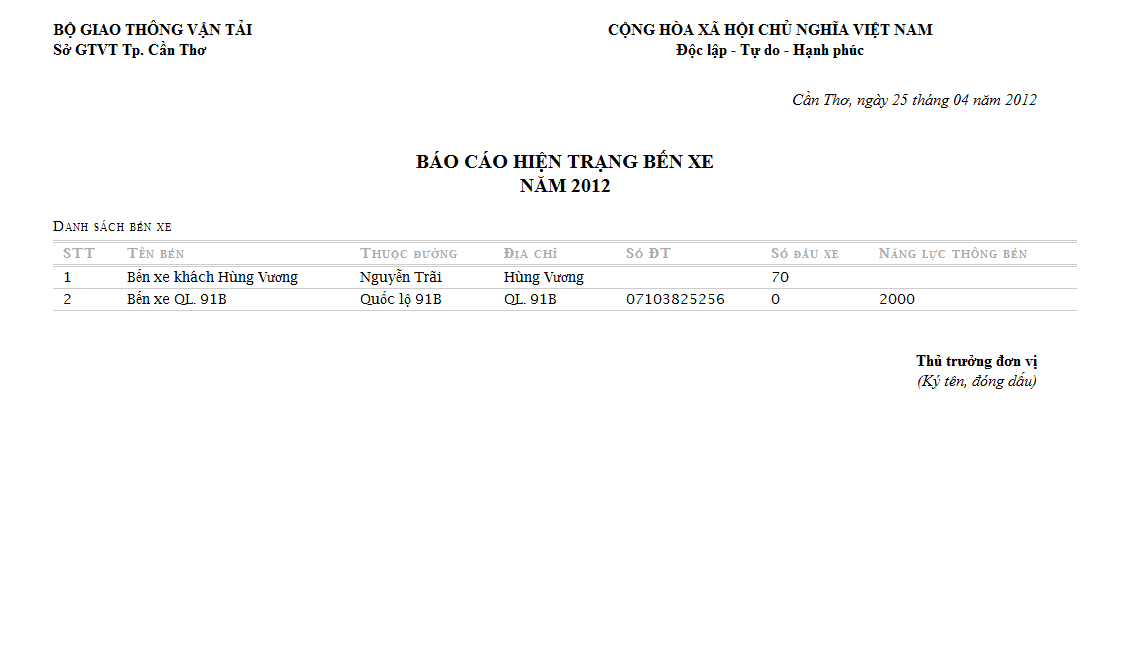 BỘ GIAO THÔNG VẬN TẢI
Sở GTVT Tp. Cần Thơ
CỘNG HÒA XÃ HỘI CHỦ NGHĨA VIỆT NAM
Độc lập - Tự do - Hạnh phúc
Cần Thơ, ngày 25 tháng 04 năm 2012
BÁO CÁO HIỆN TRẠNG BẾN XE
NĂM 2012
Danh sách bến xe
STT Tên bến Thuộc đường Địa chỉ Số ĐT Số đầu xe Năng lực thông bến
1 Bến xe khách Hùng Vương Nguyễn Trãi Hùng Vương 70
2 Bến xe QL. 91B Quốc lộ 91B QL. 91B 07103825256 0 2000
Thủ trưởng đơn vị
(Ký tên, đóng dấu)